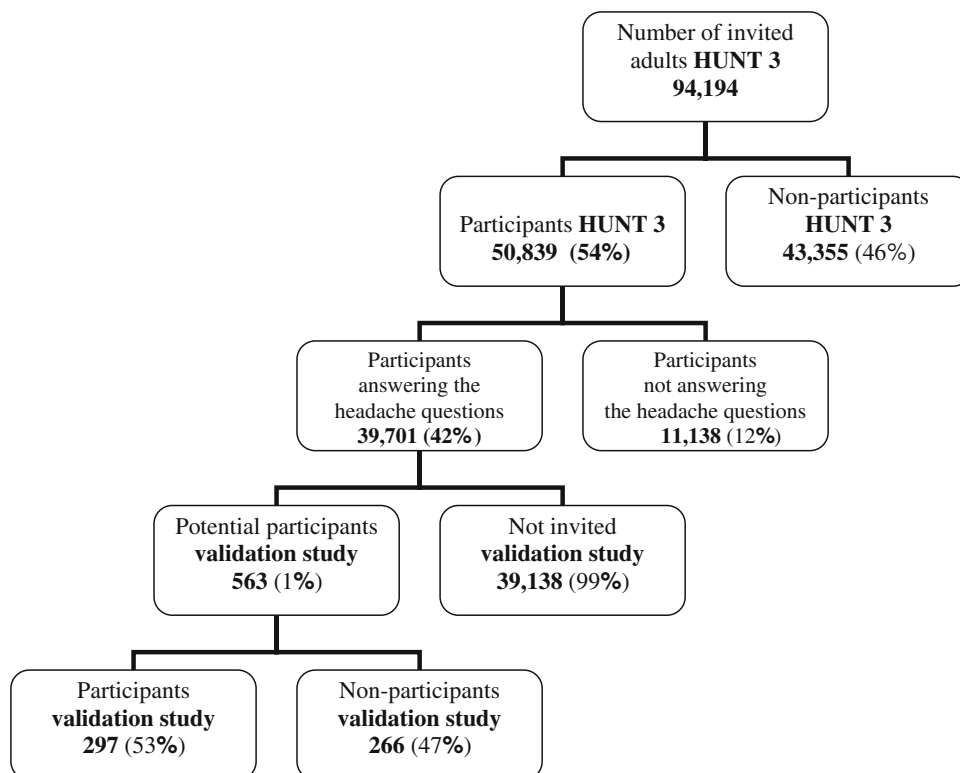 Number of invited
adults HUNT 3
94,194
Participants HUNT 3
50,839 (54%)
Non-participants
HUNT 3
43,355 (46%)
Participants
answering the
headache questions
39,701 (42%)
Participants
not answering
the headache questions
11,138 (12%)
Potential participants
validation study
563 (1%)
Not invited
validation study
39,138 (99%)
Participants
validation study
297 (53%)
Non-participants
validation study
266 (47%)